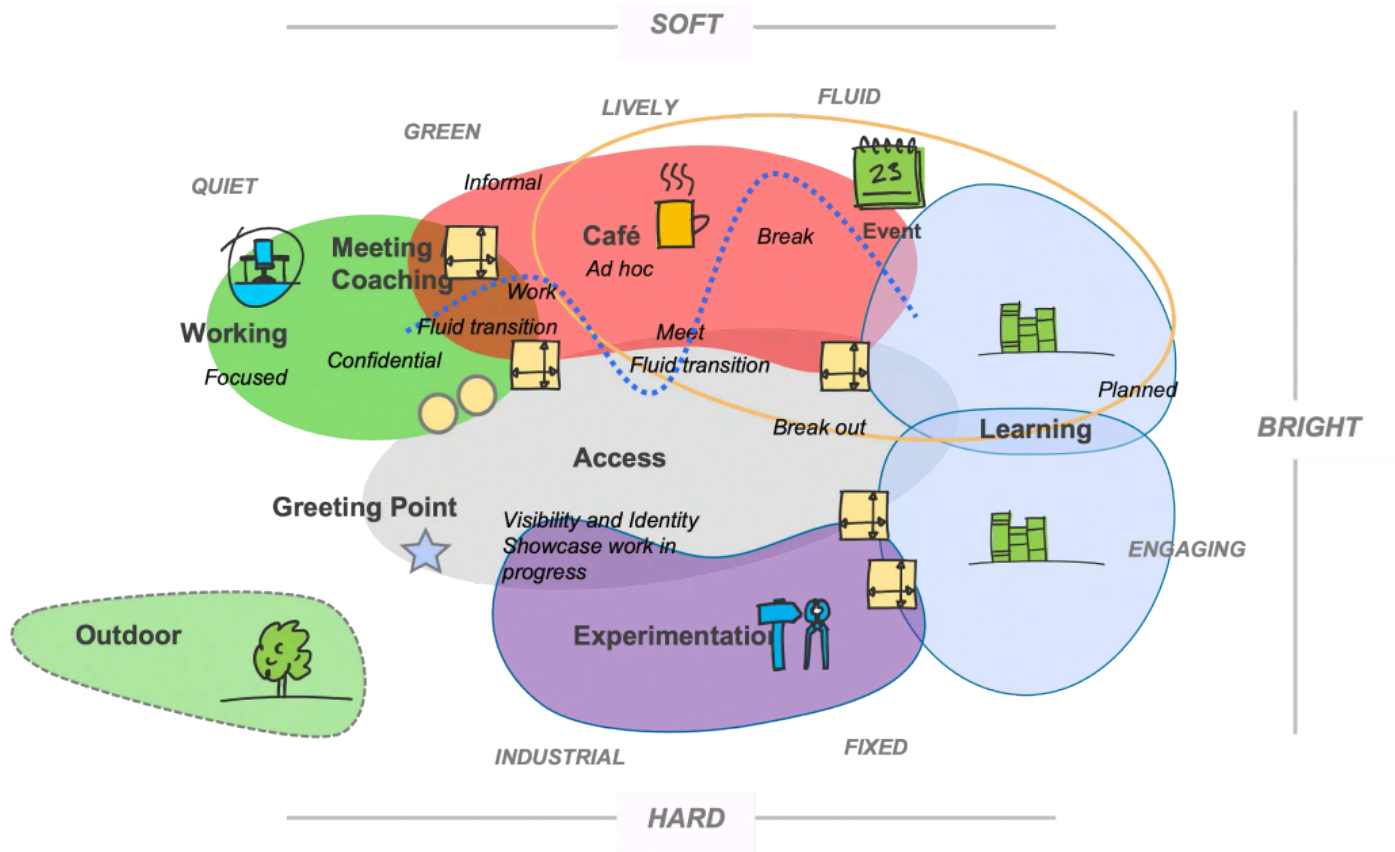 SOFT
FLUID
LIVELY
GREEN
QUIET
Informal
23
Event
Café
Ad hoc
Break
Meeting /
Coaching
Work
Working
Fluid transition
Meet
Fluid transition
Confidential
Focused
Planned
Break out
Learning
BRIGHT
Access
Greeting Point
Visibility and Identity
Showcase work in
progress
ENGAGING
Outdoor
Experimentation
INDUSTRIAL
FIXED
HARD